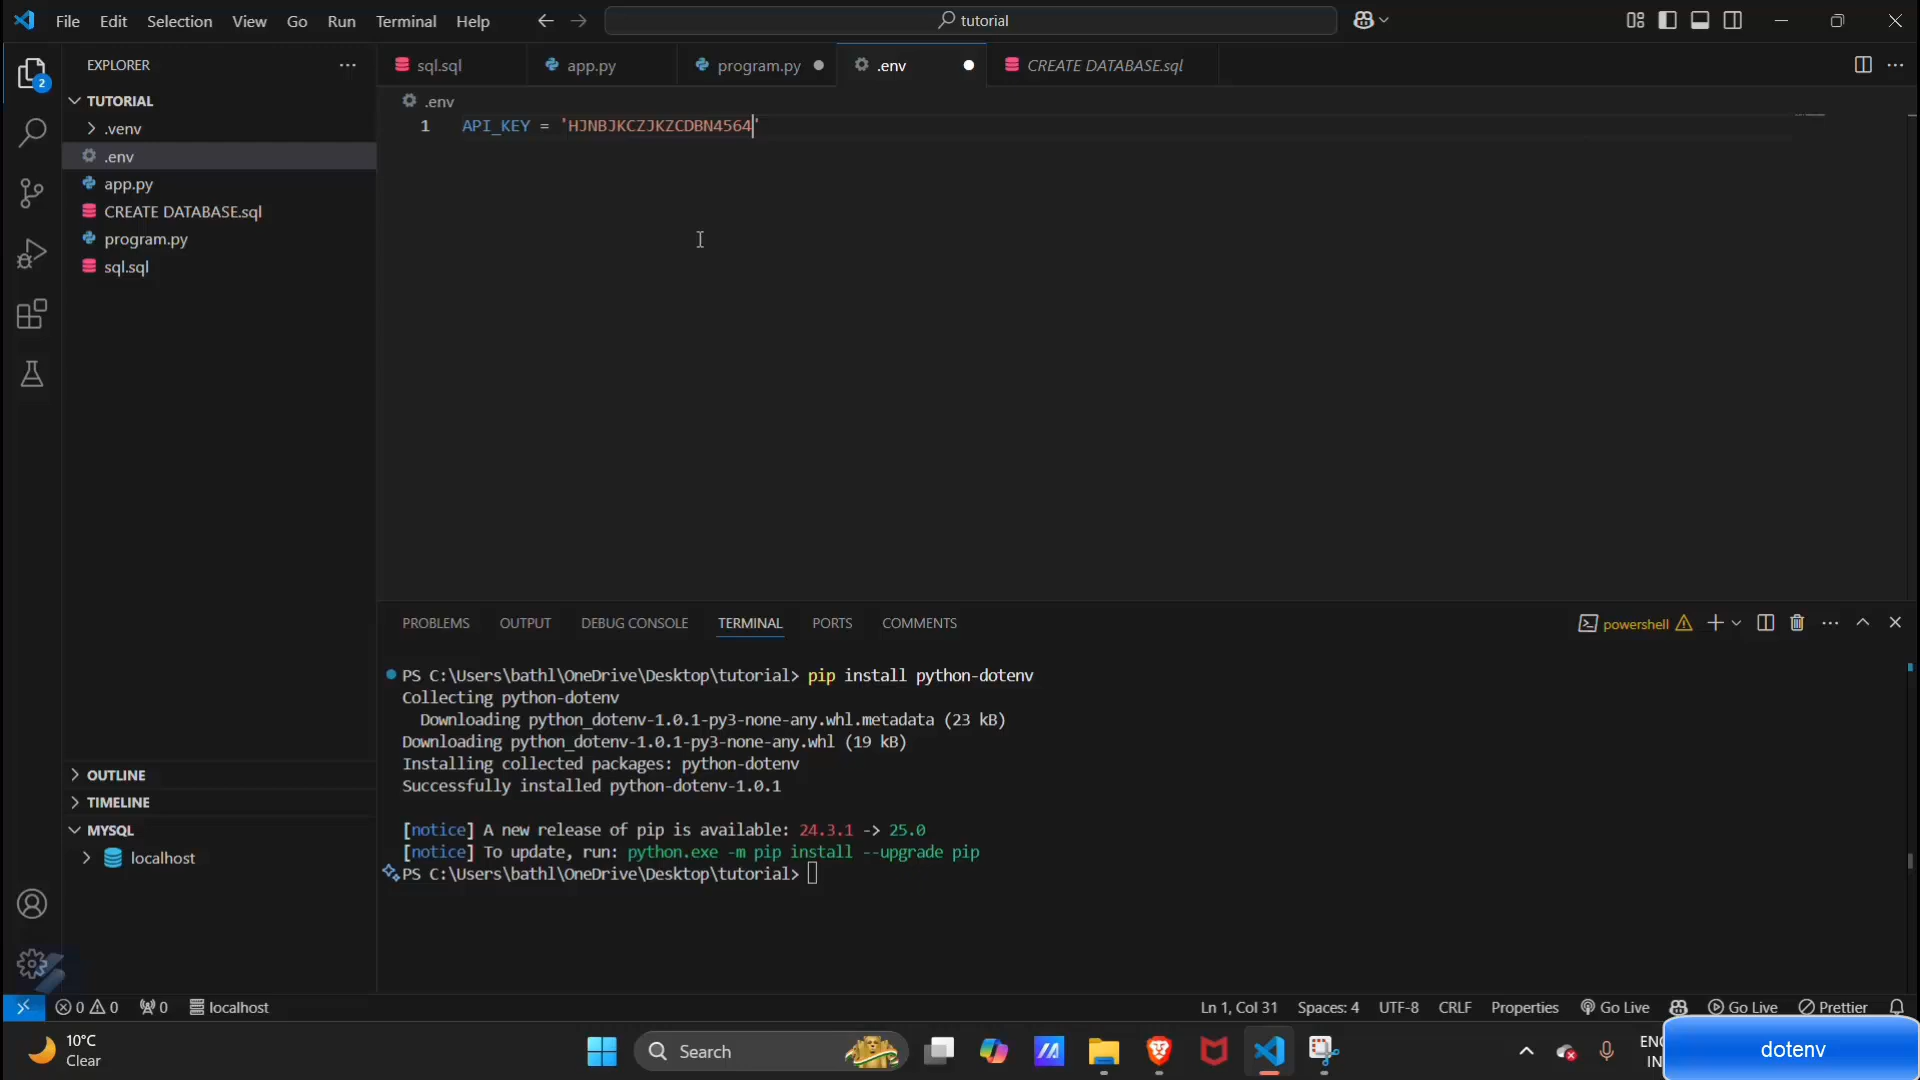 File Edit Selection View Go Run Terminal Help
tutorial
2
EXPLORER
TUTORIAL
.venv
.env
app.py
CREATE DATABASE.sql
program.py
sql.sql
OUTLINE
TIMELINE
MYSQL
localhost
sql.sql app.py program.py .env CREATE DATABASE.sql
.env
1 API_KEY = 'HJNBJKCZJKZCDBN4564'
PROBLEMS OUTPUT DEBUG CONSOLE TERMINAL PORTS COMMENTS
powershell
PS C:\Users\bathl\OneDrive\Desktop\tutorial> pip install python-dotenv
Collecting python-dotenv
Downloading python_dotenv-1.0.1-py3-none-any.whl.metadata (23 kB)
Downloading python_dotenv-1.0.1-py3-none-any.whl (19 kB)
Installing collected packages: python-dotenv
Successfully installed python-dotenv-1.0.1
[notice] A new release of pip is available: 24.3.1 -> 25.0
[notice] To update, run: python.exe -m pip install --upgrade pip
PS C:\Users\bathl\OneDrive\Desktop\tutorial>
0 0 0 localhost
Ln 1, Col 31 Spaces: 4 UTF-8 CRLF Properties Go Live Go Live Prettier
10°C
Clear
Search
dotenv